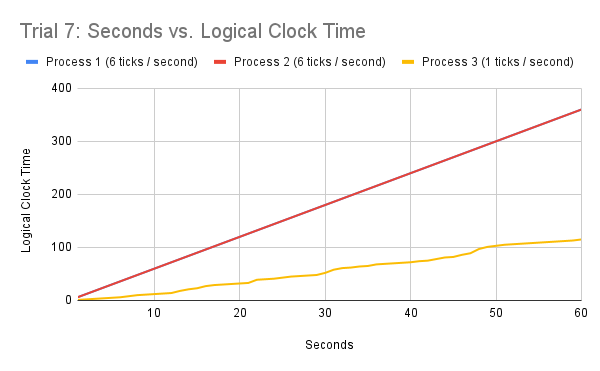 Trial 7: Seconds vs. Logical Clock Time
Process 1 (6 ticks / second) Process 2 (6 ticks / second) Process 3 (1 ticks / second)
400
300
200
100
0
Logical Clock Time
10 20 30 40 50 60
Seconds